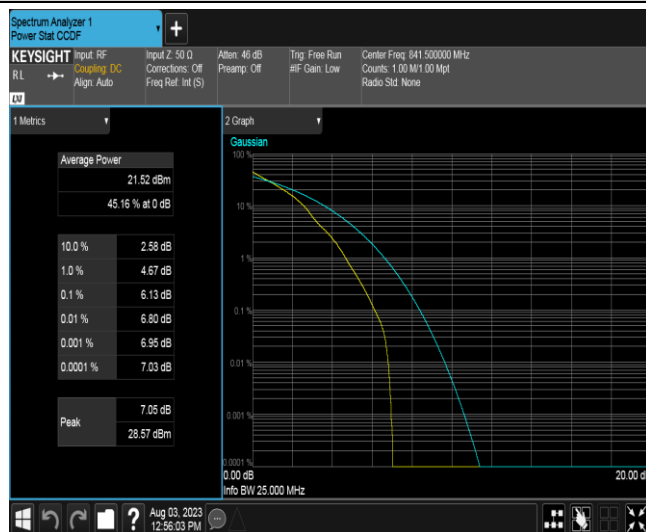 Spectrum Analyzer 1
Power Stat CCDF
+
KEYSIGHT Input: RF Input Z: 50 Ω Atten: 46 dB Trig: Free Run Center Freq: 841.500000 MHz
RL Coupling: DC Corrections: Off Preamp: Off #IF Gain: Low Counts: 1.00 M/1.00 Mpt
Align: Auto Freq Ref: Int (S) Radio Std: None
LXI
1 Metrics
Average Power
21.52 dBm
45.16 % at 0 dB
10.0 % 2.58 dB
1.0 % 4.67 dB
0.1 % 6.13 dB
0.01 % 6.80 dB
0.001 % 6.95 dB
0.0001 % 7.03 dB
Peak 7.05 dB
28.57 dBm
2 Graph
Gaussian
100 %
10 %
1 %
0.1 %
0.01 %
0.001 %
0.0001 %
0.00 dB 20.00 d
Info BW 25.000 MHz
? Aug 03, 2023
12:56:03 PM